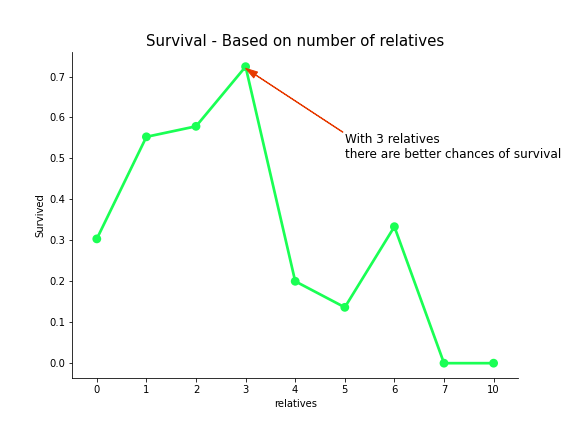 Survival - Based on number of relatives
0.7
0.6
0.5
0.4
0.3
0.2
0.1
0.0
Survived
With 3 relatives
there are better chances of survival
0 1 2 3 4 5 6 7 10
relatives